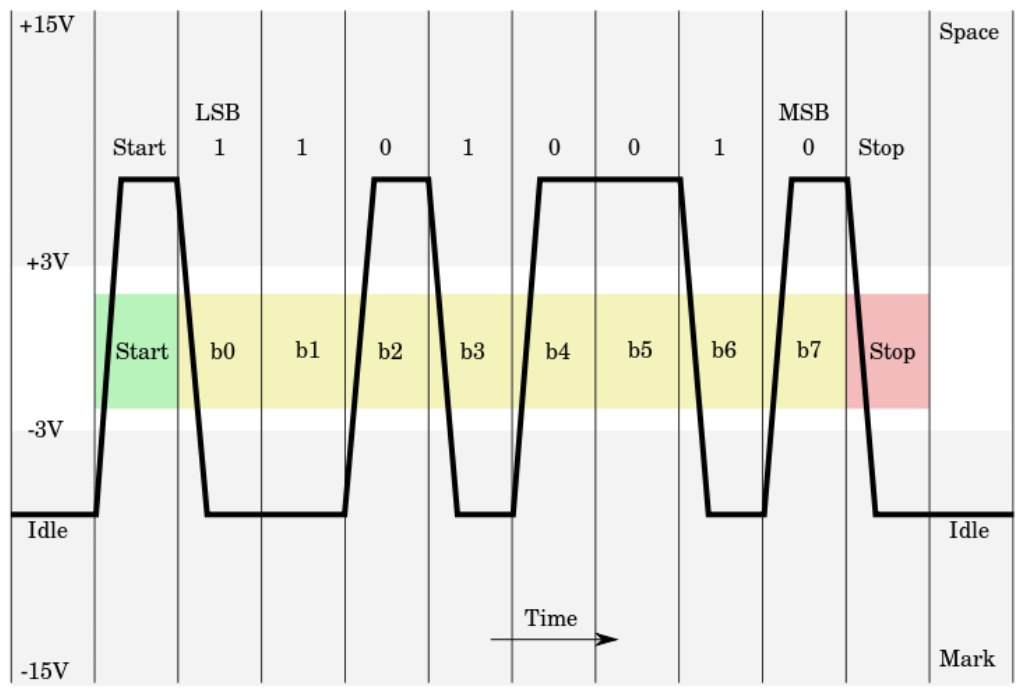 +15V
Space
LSB
MSB
Start 1 1 0 1 0 0 1 0 Stop
+3V
Start b0 b1 b2 b3 b4 b5 b6 b7 Stop
-3V
Idle
Idle
Time
-15V
Mark